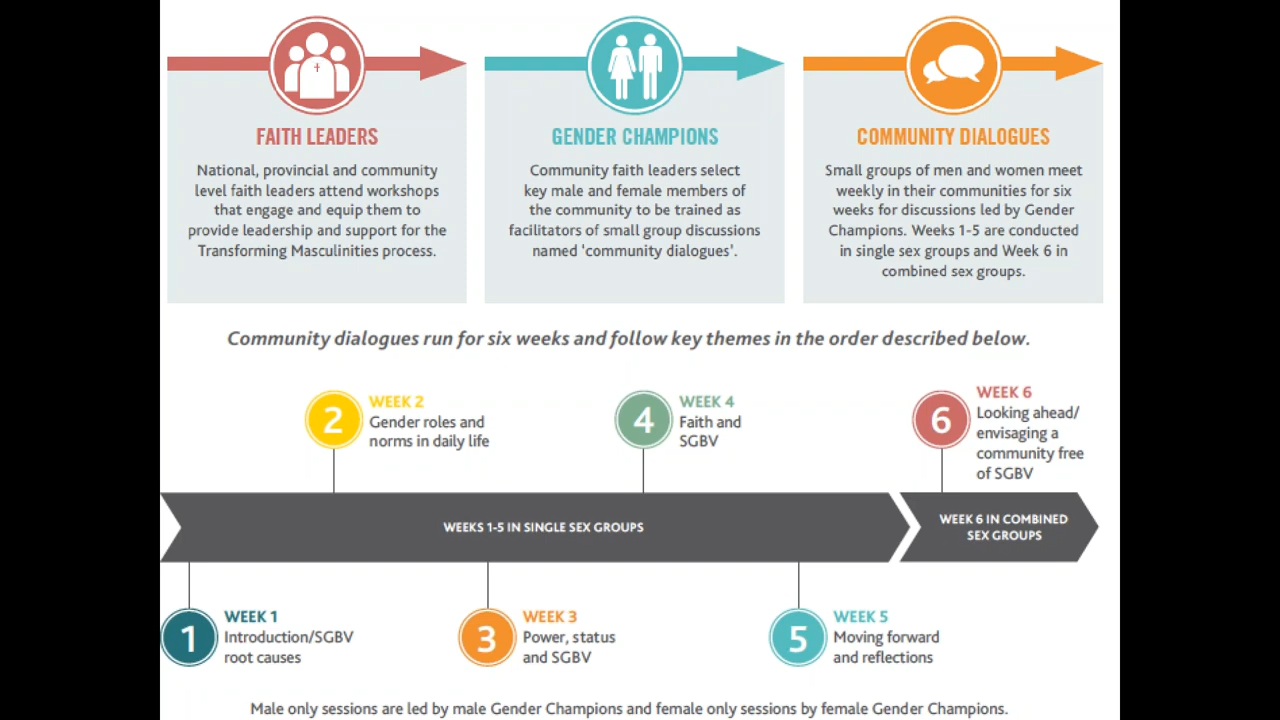 FAITH LEADERS
National, provincial and community
level faith leaders attend workshops
that engage and equip them to
provide leadership and support for the
Transforming Masculinities process.
GENDER CHAMPIONS
Community faith leaders select
key male and female members of
the community to be trained as
facilitators of small group discussions
named 'community dialogues'.
COMMUNITY DIALOGUES
Small groups of men and women meet
weekly in their communities for six
weeks for discussions led by Gender
Champions. Weeks 1-5 are conducted
in single sex groups and Week 6 in
combined sex groups.
Community dialogues run for six weeks and follow key themes in the order described below.
2
WEEK 2
Gender roles and
norms in daily life
4
WEEK 4
Faith and
SGBV
6
WEEK 6
Looking ahead/
envisaging a
community free
of SGBV
WEEKS 1-5 IN SINGLE SEX GROUPS
WEEK 6 IN COMBINED
SEX GROUPS
1
WEEK 1
Introduction/SGBV
root causes
3
WEEK 3
Power, status
and SGBV
5
WEEK 5
Moving forward
and reflections
Male only sessions are led by male Gender Champions and female only sessions by female Gender Champions.